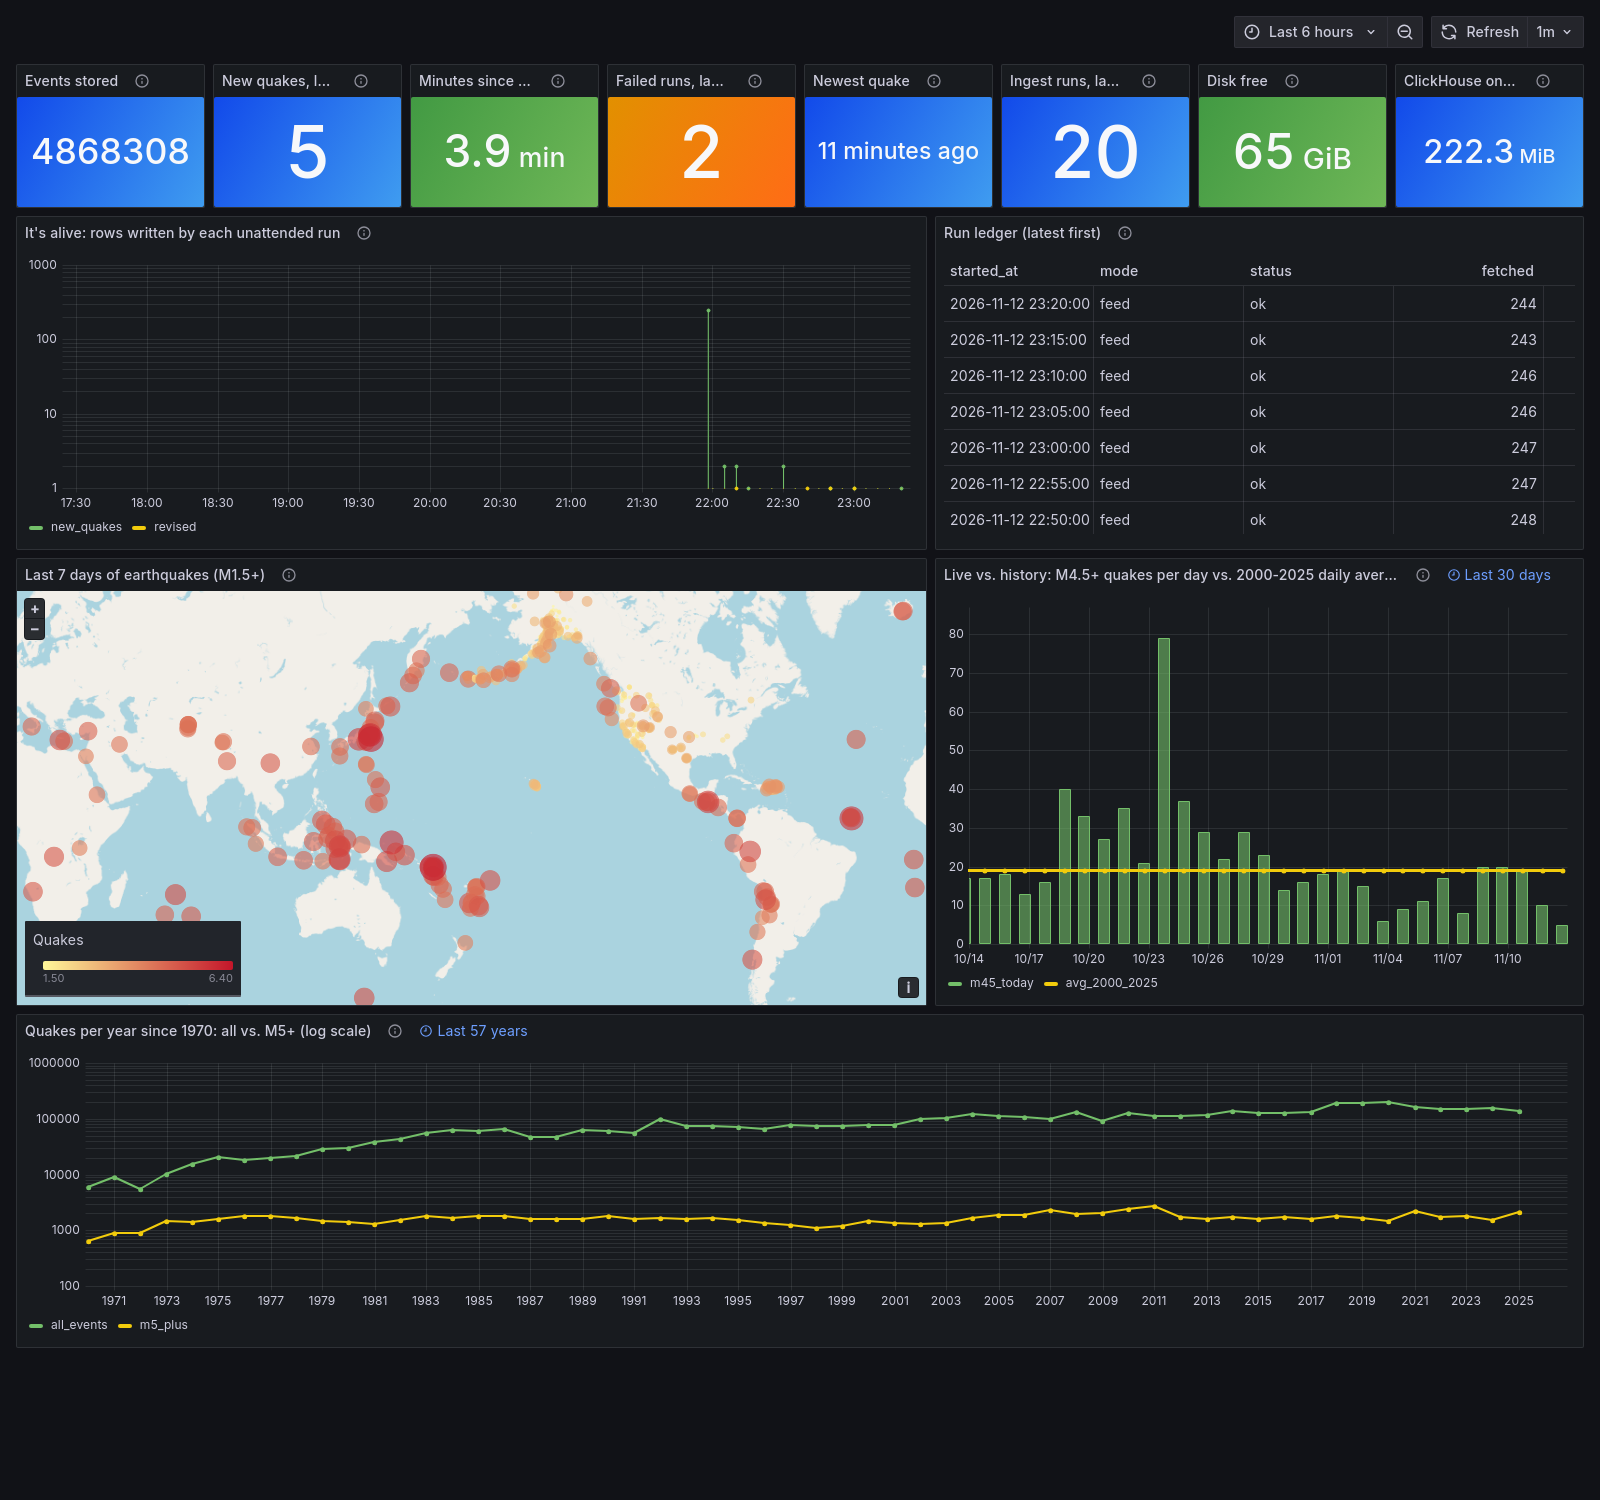 Last 6 hours
Refresh
1m
Events stored
New quakes, l...
Minutes since ...
Failed runs, la...
Newest quake
Ingest runs, la...
Disk free
ClickHouse on...
4868308
5
3.9 min
2
11 minutes ago
20
65 GiB
222.3 MiB
It's alive: rows written by each unattended run
1000
100
10
1
17:30 18:00 18:30 19:00 19:30 20:00 20:30 21:00 21:30 22:00 22:30 23:00
new_quakes revised
Run ledger (latest first)
started_at mode status fetched
2026-11-12 23:20:00 feed ok 244
2026-11-12 23:15:00 feed ok 243
2026-11-12 23:10:00 feed ok 246
2026-11-12 23:05:00 feed ok 246
2026-11-12 23:00:00 feed ok 247
2026-11-12 22:55:00 feed ok 247
2026-11-12 22:50:00 feed ok 248
Last 7 days of earthquakes (M1.5+)
+
−
Quakes
1.50 6.40
i
Live vs. history: M4.5+ quakes per day vs. 2000-2025 daily aver...
Last 30 days
80
70
60
50
40
30
20
10
0
10/14 10/17 10/20 10/23 10/26 10/29 11/01 11/04 11/07 11/10
m45_today avg_2000_2025
Quakes per year since 1970: all vs. M5+ (log scale)
Last 57 years
1000000
100000
10000
1000
100
1971 1973 1975 1977 1979 1981 1983 1985 1987 1989 1991 1993 1995 1997 1999 2001 2003 2005 2007 2009 2011 2013 2015 2017 2019 2021 2023 2025
all_events m5_plus